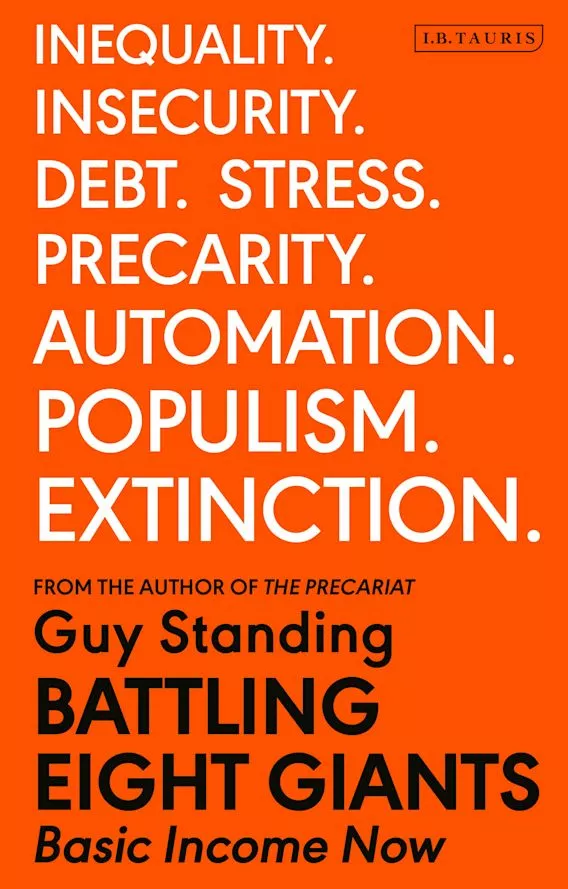 I.B.TAURIS
INEQUALITY.
INSECURITY.
DEBT. STRESS.
PRECARITY.
AUTOMATION.
POPULISM.
EXTINCTION.
FROM THE AUTHOR OF THE PRECARIAT
Guy Standing
BATTLING
EIGHT GIANTS
Basic Income Now